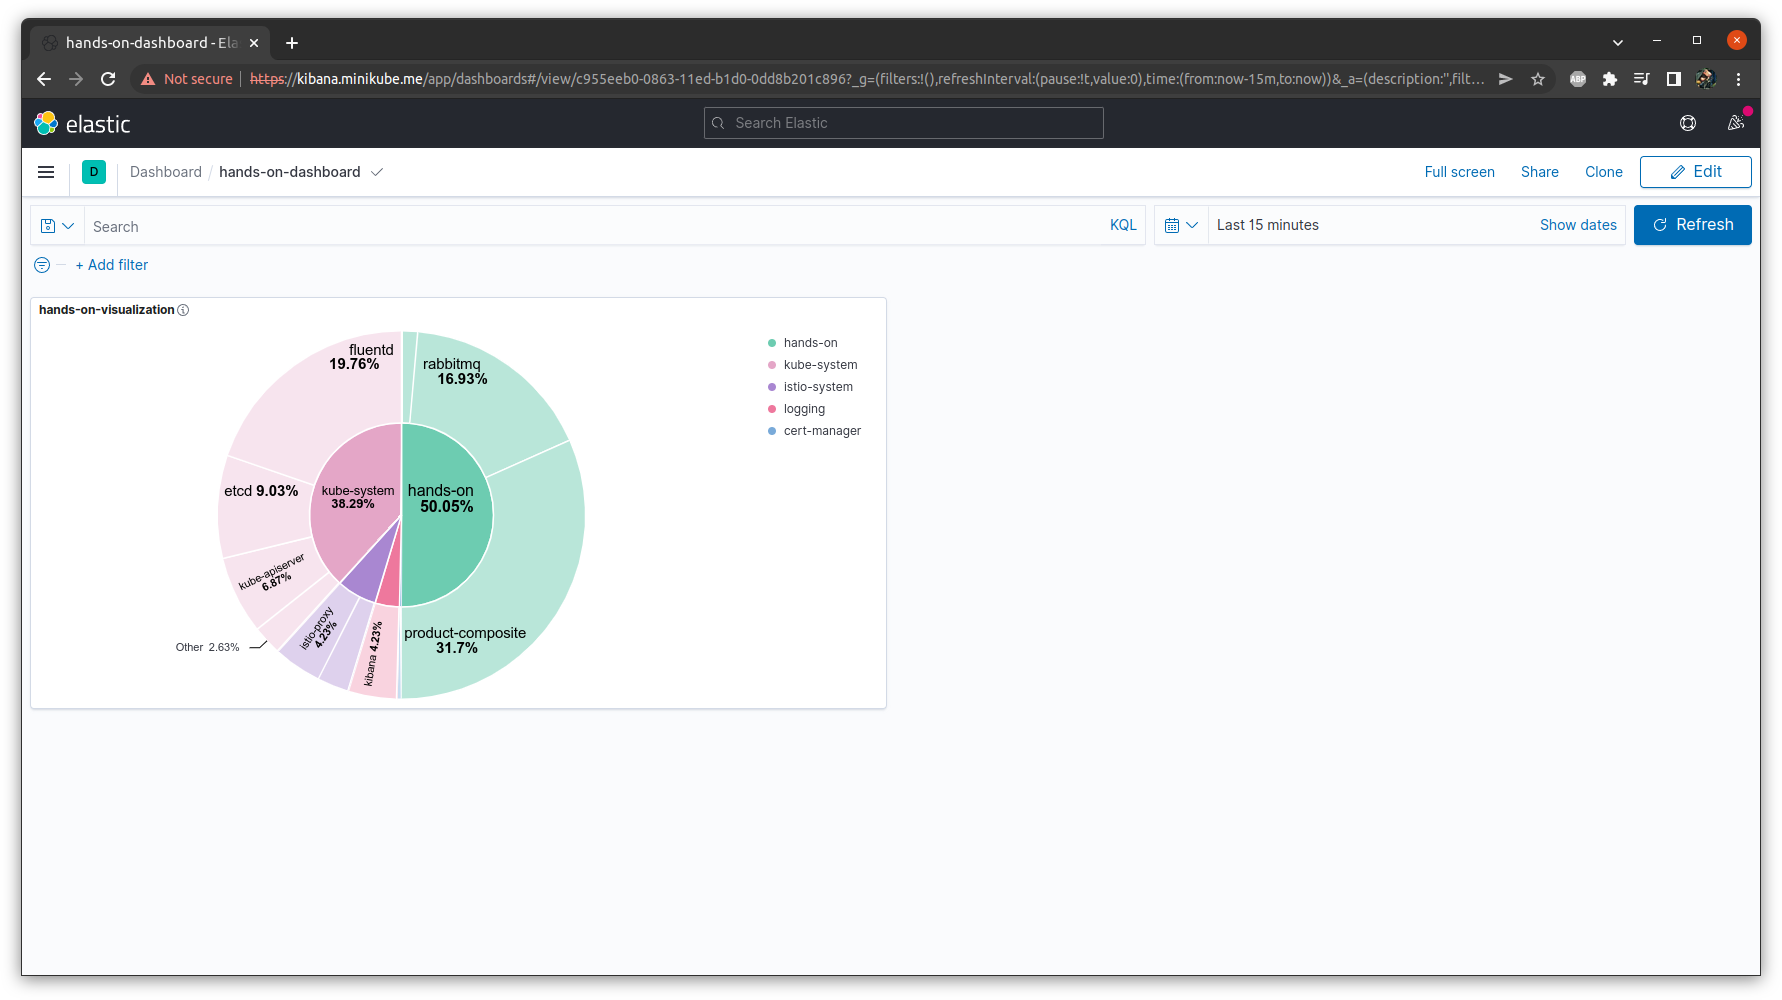 hands-on-dashboard - Ela
Not secure https://kibana.minikube.me/app/dashboards#/view/c955eeb0-0863-11ed-b1d0-0dd8b201c896?_g=(filters:!(),refreshInterval:(pause:!t,value:0),time:(from:now-15m,to:now))&_a=(description:'',filt...
ABP
elastic
Search Elastic
D
Dashboard / hands-on-dashboard
Full screen
Share
Clone
Edit
Search
KQL
Last 15 minutes
Show dates
Refresh
+ Add filter
hands-on-visualization
fluentd
19.76%
rabbitmq
16.93%
etcd 9.03%
kube-system
38.29%
hands-on
50.05%
kube-apiserver
6.87%
Other 2.63%
istio-proxy
4.23%
kibana 4.23%
product-composite
31.7%
hands-on
kube-system
istio-system
logging
cert-manager